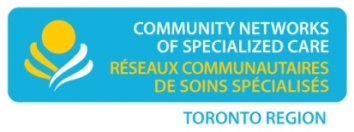 COMMUNITY NETWORKS
OF SPECIALIZED CARE
RÉSEAUX COMMUNAUTAIRES
DE SOINS SPÉCIALISÉS
TORONTO REGION